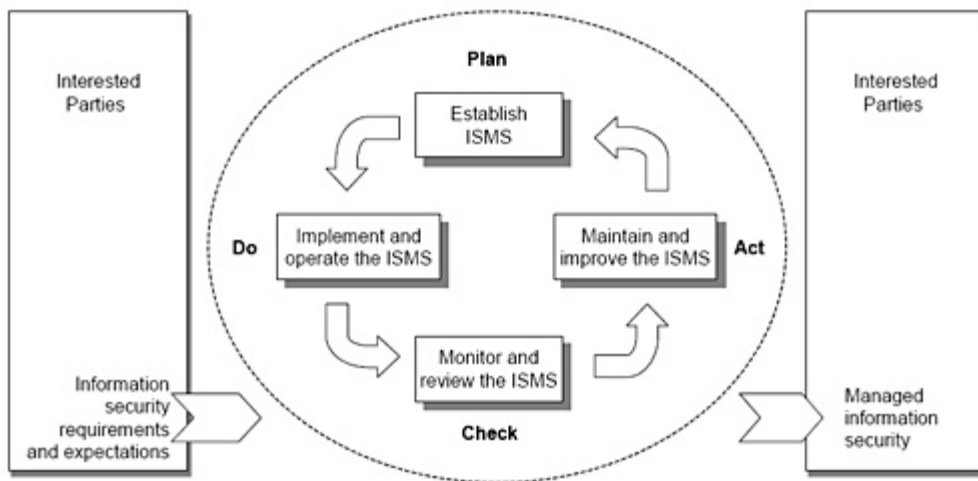 Interested
Parties
Information
security
requirements
and expectations
Plan
Establish
ISMS
Do
Implement and
operate the ISMS
Maintain and
improve the ISMS
Act
Monitor and
review the ISMS
Check
Interested
Parties
Managed
information
security